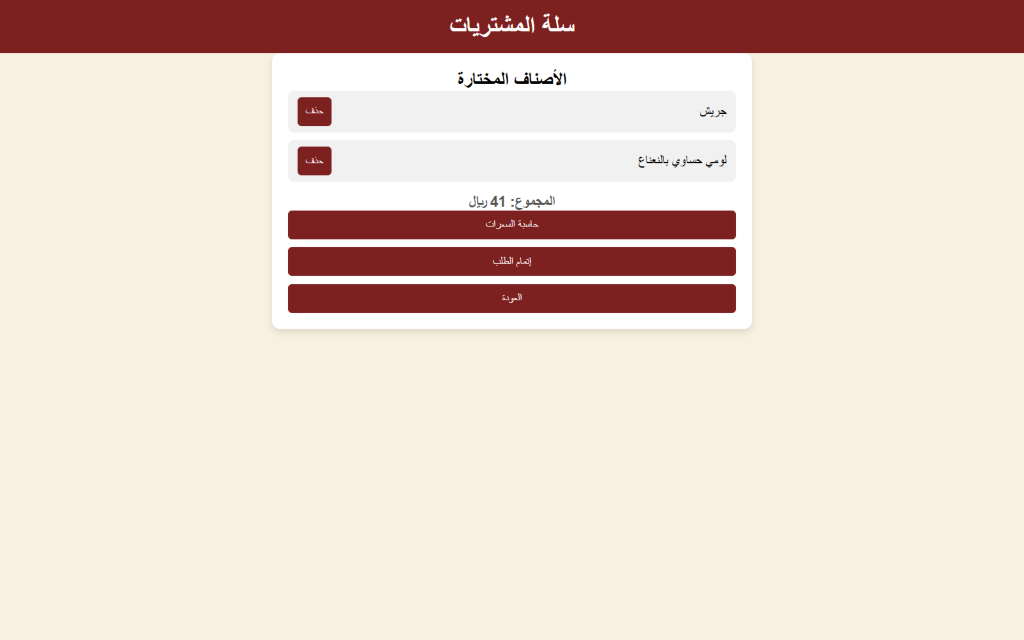 سلة المشتريات
الأصناف المختارة
جريش
حذف
لومي حساوي بالنعناع
حذف
المجموع: 41 ريال
حاسبة السعرات
إتمام الطلب
العودة